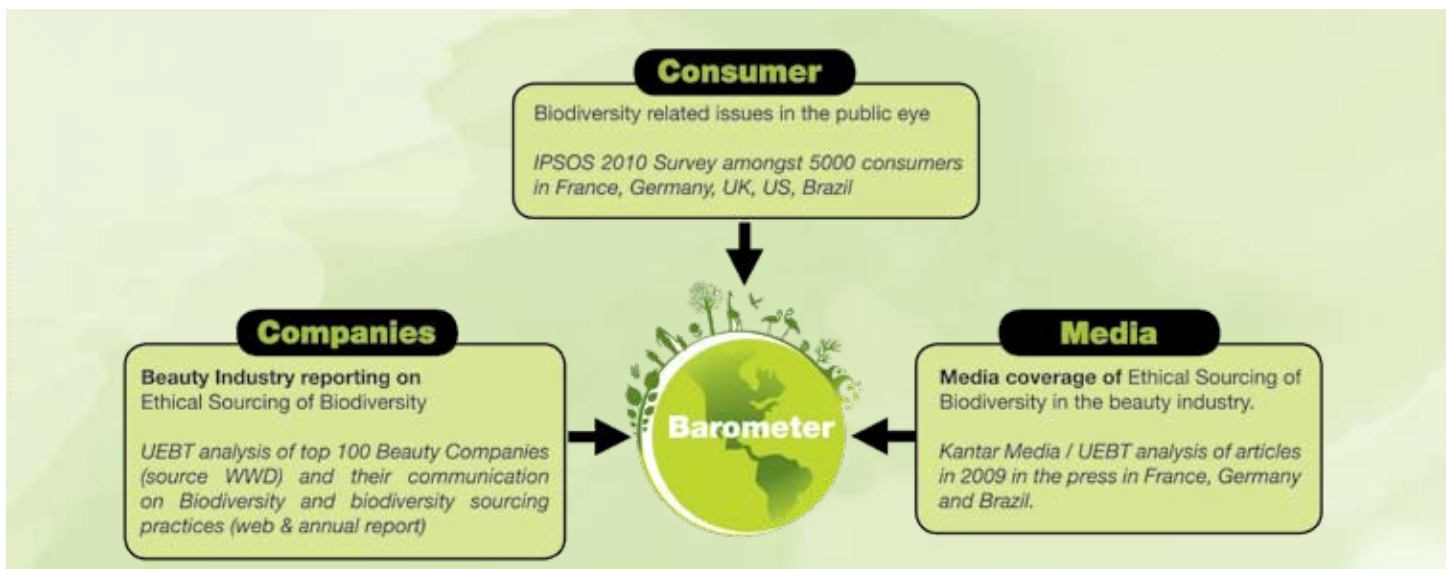 Consumer
Biodiversity related issues in the public eye
IPSOS 2010 Survey amongst 5000 consumers
in France, Germany, UK, US, Brazil
Companies
Beauty Industry reporting on
Ethical Sourcing of Biodiversity
UEBT analysis of top 100 Beauty Companies
(source WWD) and their communication
on Biodiversity and biodiversity sourcing
practices (web & annual report)
Barometer
Media
Media coverage of Ethical Sourcing of
Biodiversity in the beauty industry.
Kantar Media / UEBT analysis of articles
in 2009 in the press in France, Germany
and Brazil.